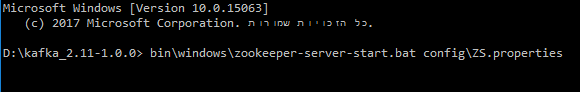 Microsoft Windows [Version 10.0.15063]
(c) 2017 Microsoft Corporation. כל הזכויות שמורות.
D:\kafka_2.11-1.0.0> bin\windows\zookeeper-server-start.bat config\ZS.properties